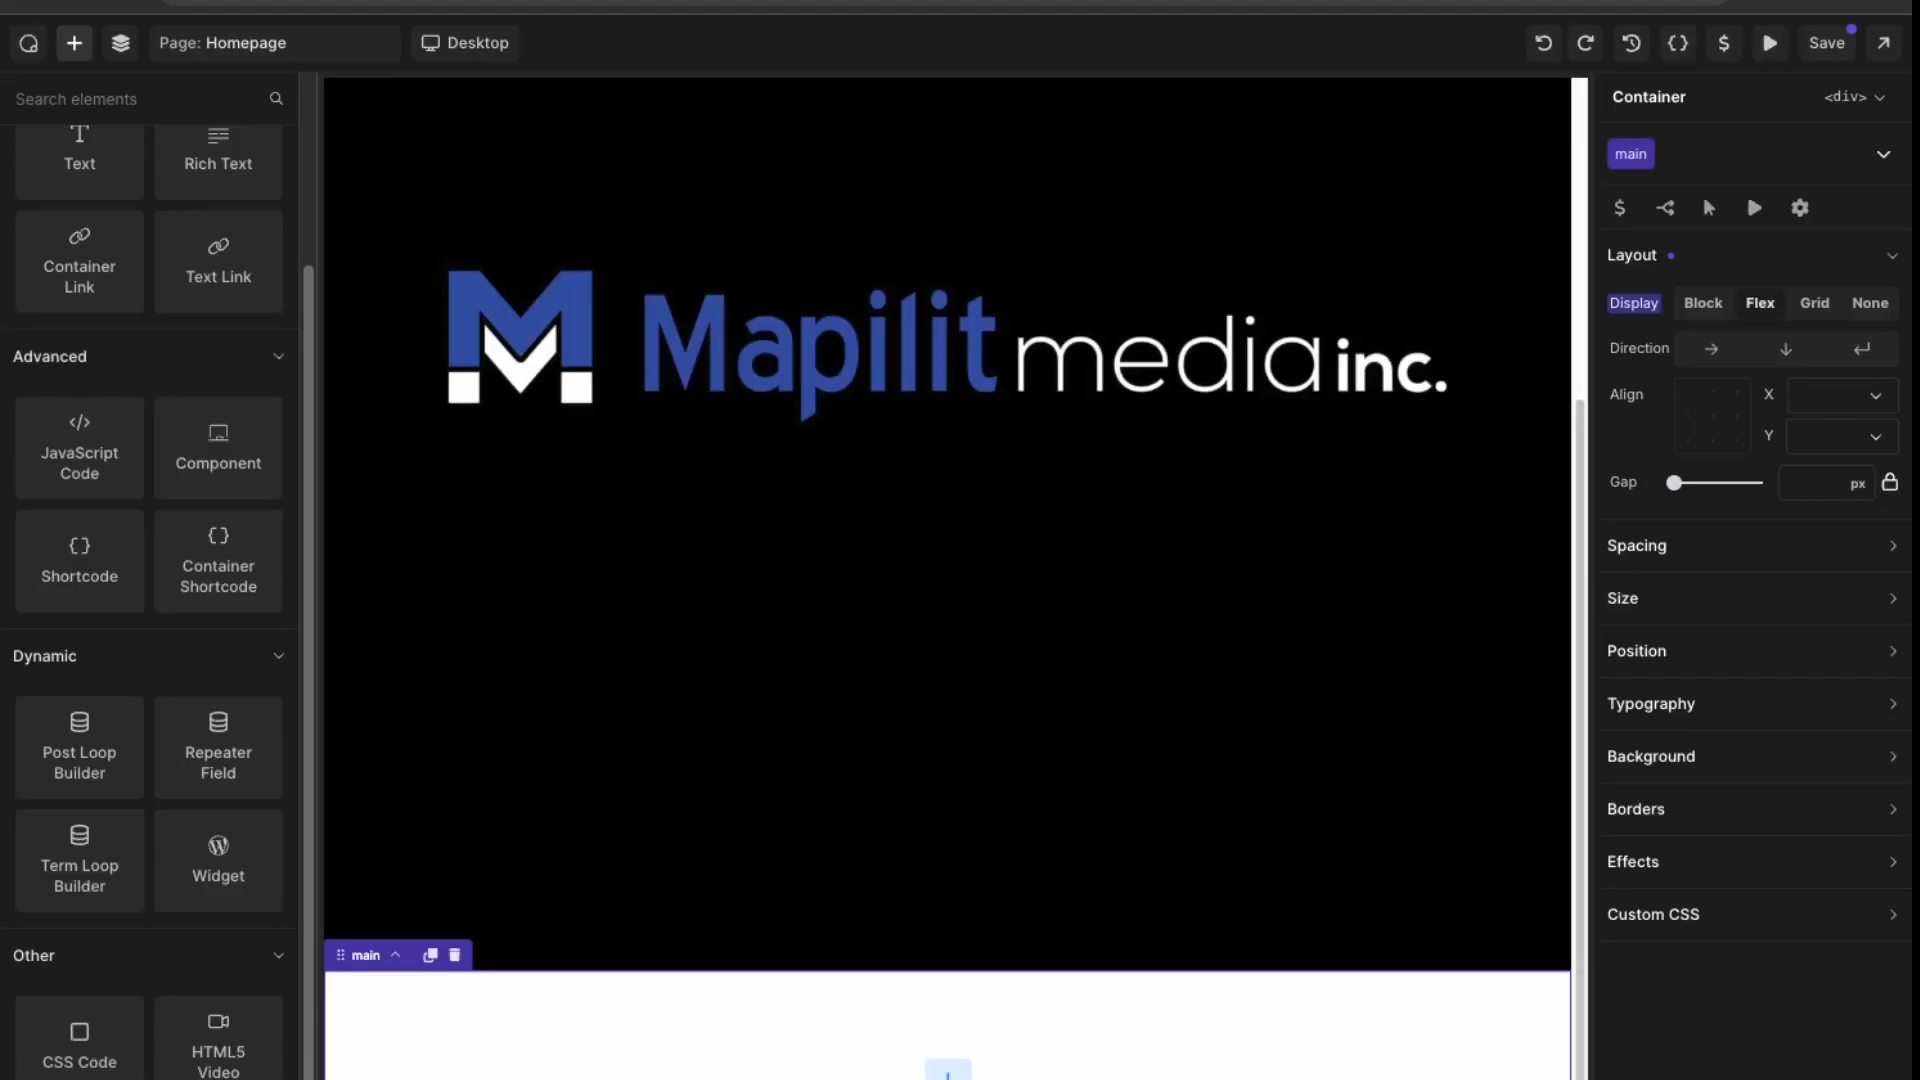 Page: Homepage
Desktop
Save
Search elements
Text
Rich Text
Container
Link
Text Link
Advanced
JavaScript
Code
Component
Shortcode
Container
Shortcode
Dynamic
Post Loop
Builder
Repeater
Field
Term Loop
Builder
Widget
Other
CSS Code
HTML5
Video
Mapilit media inc.
main
Container
<div>
main
Layout
Display
Block
Flex
Grid
None
Direction
Align
X
Y
Gap
px
Spacing
Size
Position
Typography
Background
Borders
Effects
Custom CSS